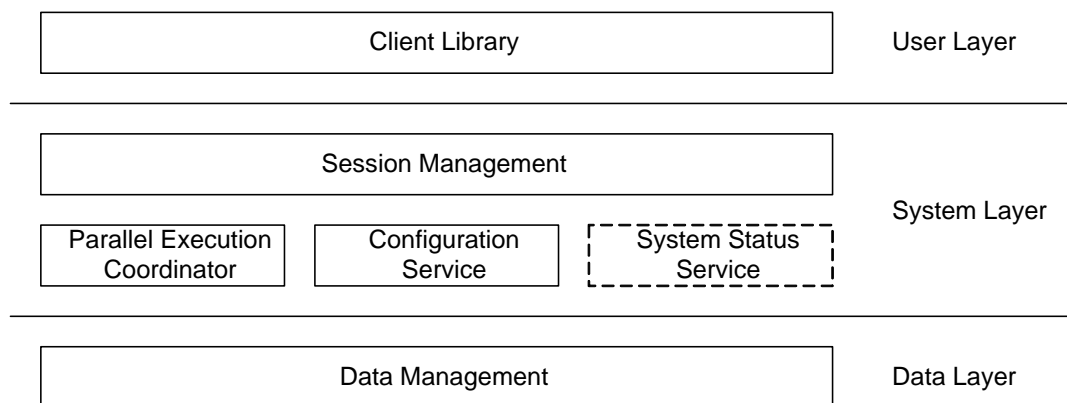 Client Library
User Layer
Session Management
System Layer
Parallel Execution
Coordinator
Configuration
Service
System Status
Service
Data Management
Data Layer